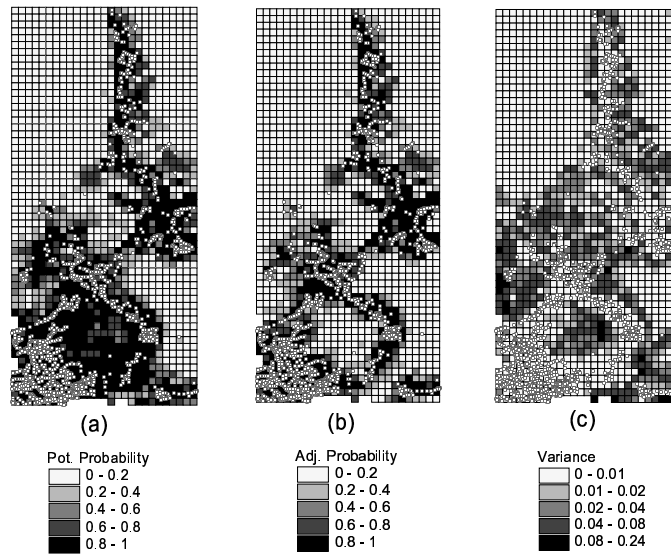 (a)
(b)
(c)
Pot. Probability
0 - 0.2
0.2 - 0.4
0.4 - 0.6
0.6 - 0.8
0.8 - 1
Adj. Probability
0 - 0.2
0.2 - 0.4
0.4 - 0.6
0.6 - 0.8
0.8 - 1
Variance
0 - 0.01
0.01 - 0.02
0.02 - 0.04
0.04 - 0.08
0.08 - 0.24